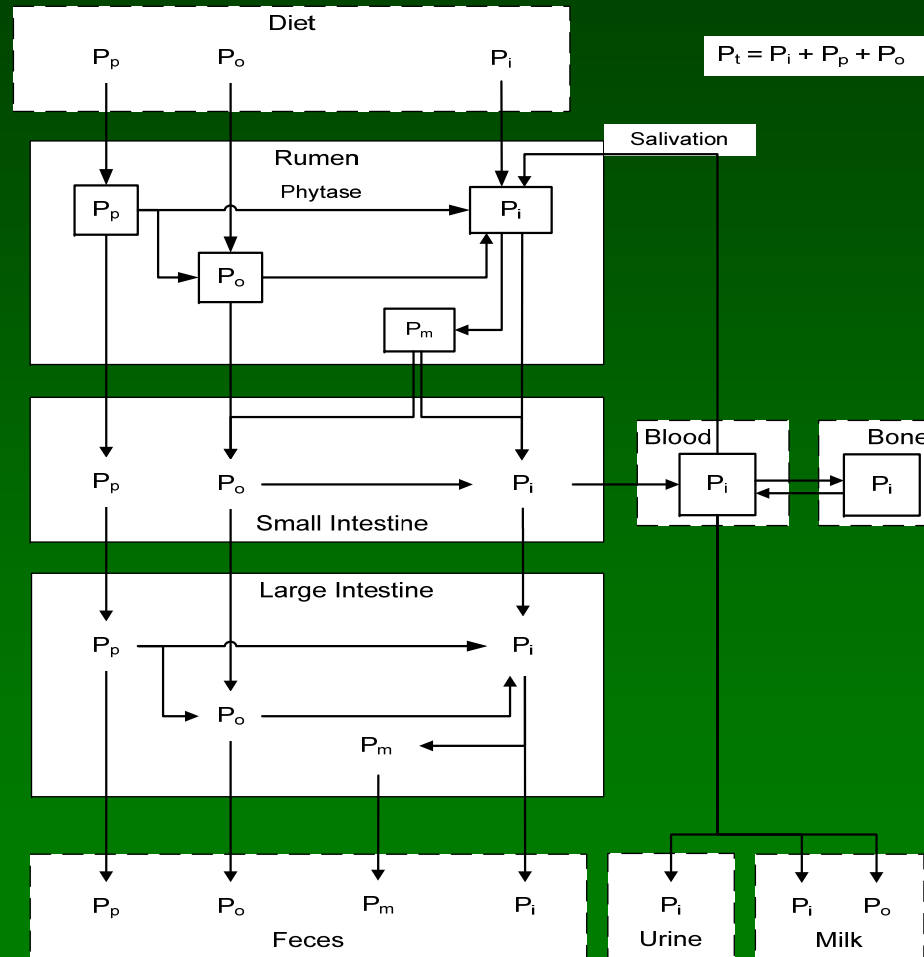 Diet
Pp Po Pi
Pt = Pi + Pp + Po
Salivation
Rumen
Phytase
Pp Pi
Po
Pm
Blood Bone
Pp Po Pi Pi Pi
Small Intestine
Large Intestine
Pp Pi
Po
Pm
Pp Po Pm Pi Pi Pi Po
Feces Urine Milk